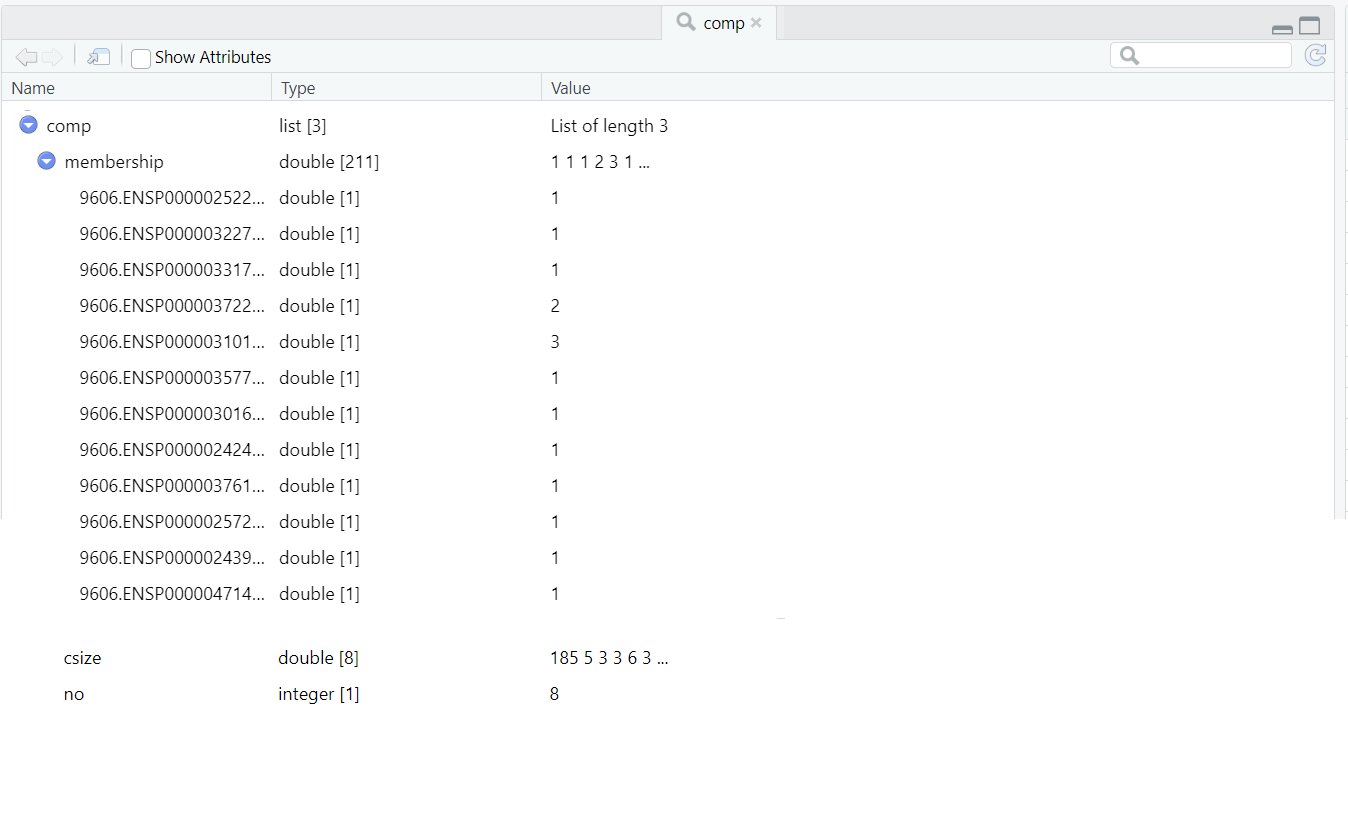 comp
Show Attributes
Name Type Value
comp list [3] List of length 3
membership double [211] 1 1 1 2 3 1 ...
9606.ENSP000002522... double [1] 1
9606.ENSP000003227... double [1] 1
9606.ENSP000003317... double [1] 1
9606.ENSP000003722... double [1] 2
9606.ENSP000003101... double [1] 3
9606.ENSP000003577... double [1] 1
9606.ENSP000003016... double [1] 1
9606.ENSP000002424... double [1] 1
9606.ENSP000003761... double [1] 1
9606.ENSP000002572... double [1] 1
9606.ENSP000002439... double [1] 1
9606.ENSP000004714... double [1] 1
csize double [8] 185 5 3 3 6 3 ...
no integer [1] 8